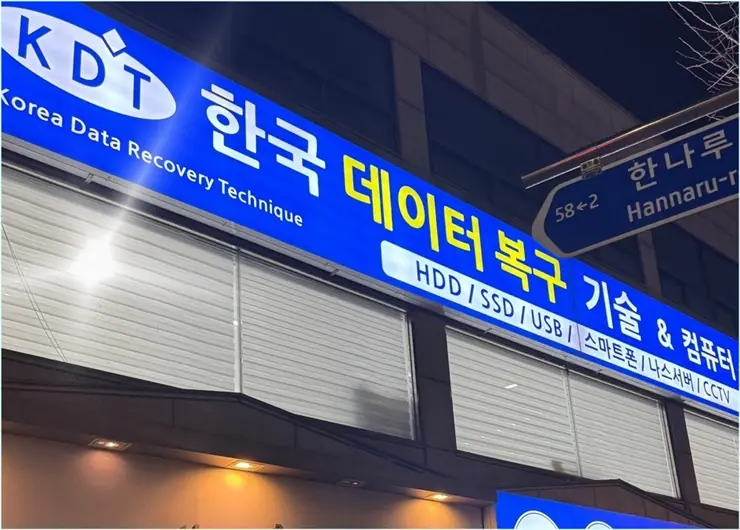 KDT
Korea Data Recovery Technique
한국 데이터 복구 기술 & 컴퓨터
HDD / SSD / USB / 스마트폰 / 나스서버 / CCTV
한나루
58←2
Hannaru-r